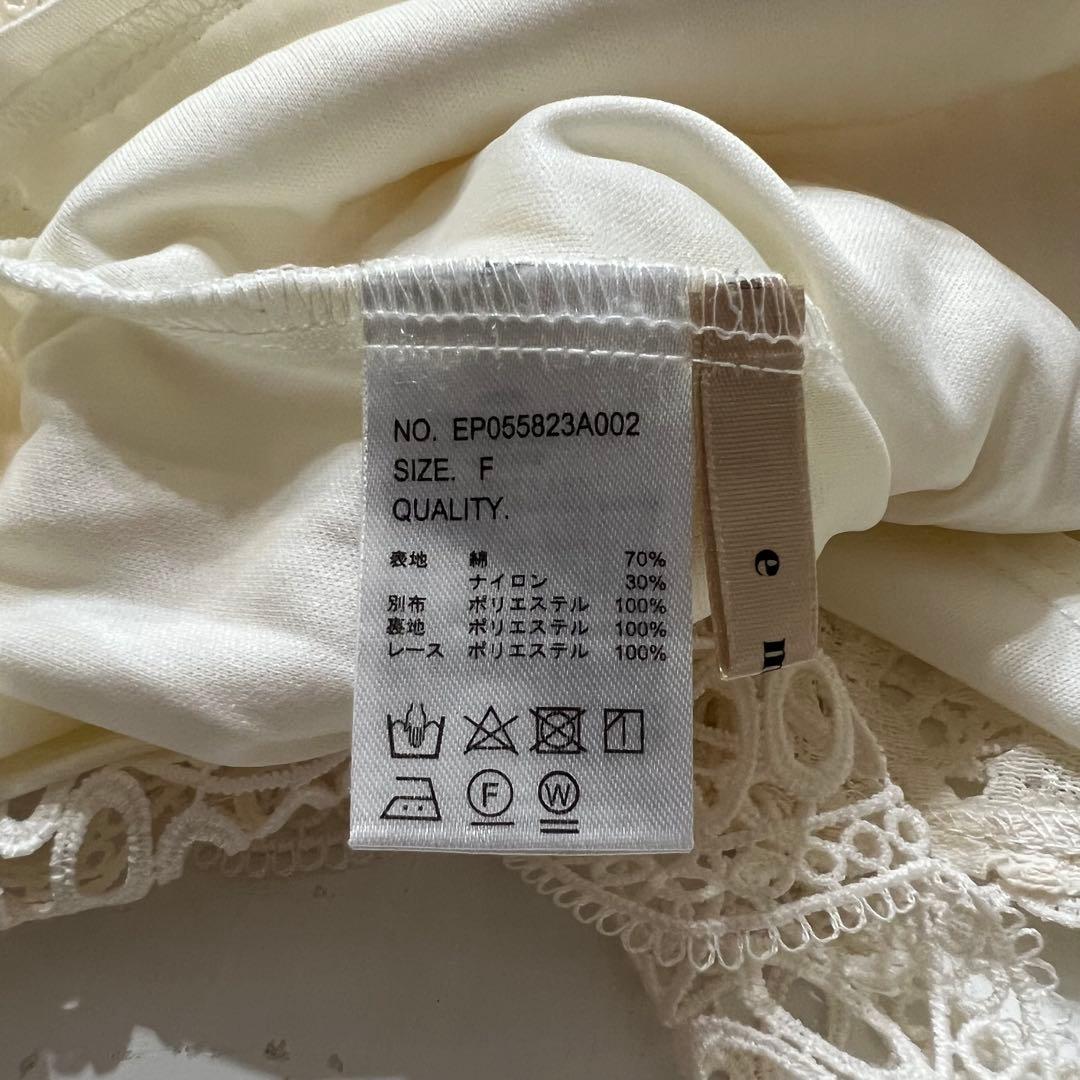 NO. EP055823A002
SIZE. F
QUALITY.
表地 綿 70%
ナイロン 30%
別布 ポリエステル 100%
裏地 ポリエステル 100%
レース ポリエステル 100%
F W
e m